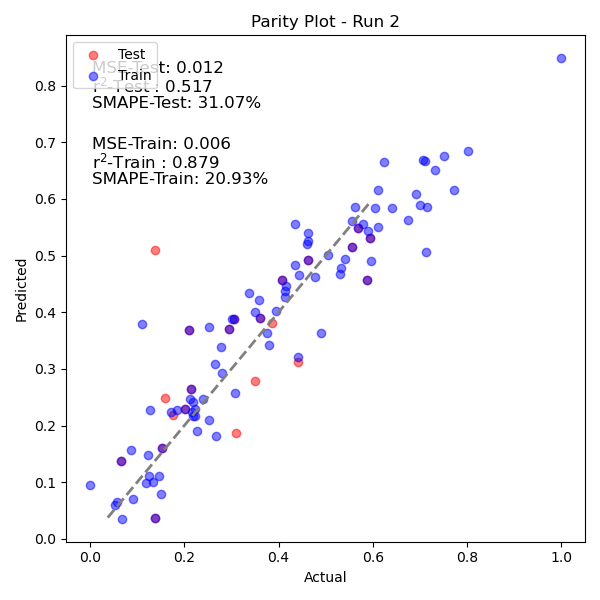 Parity Plot - Run 2
Test
Train
MSE-Test: 0.012
r²-Test : 0.517
SMAPE-Test: 31.07%
MSE-Train: 0.006
r²-Train : 0.879
SMAPE-Train: 20.93%
Predicted
0.8
0.7
0.6
0.5
0.4
0.3
0.2
0.1
0.0
0.0 0.2 0.4 0.6 0.8 1.0
Actual